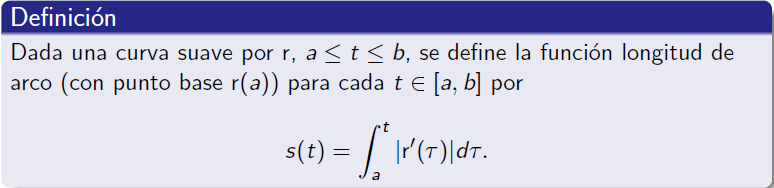 Definición
Dada una curva suave por r, a ≤ t ≤ b, se define la función longitud de
arco (con punto base r(a)) para cada t ∈ [a, b] por
s(t) = ∫ₐᵗ |r′(τ)|dτ.